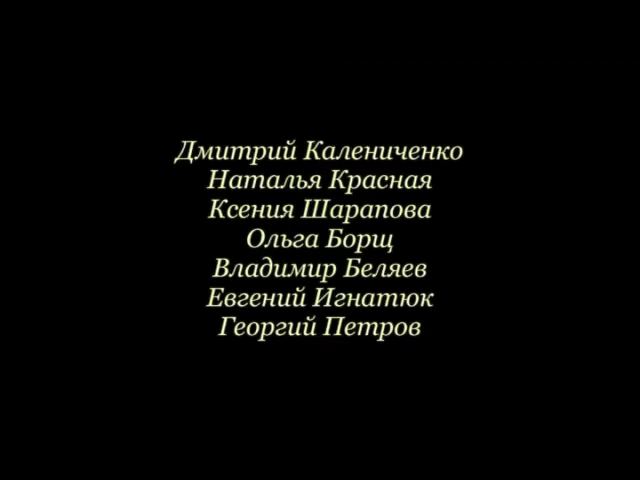 Дмитрий Калениченко
Наталья Красная
Ксения Шарапова
Ольга Борщ
Владимир Беляев
Евгений Игнатюк
Георгий Петров